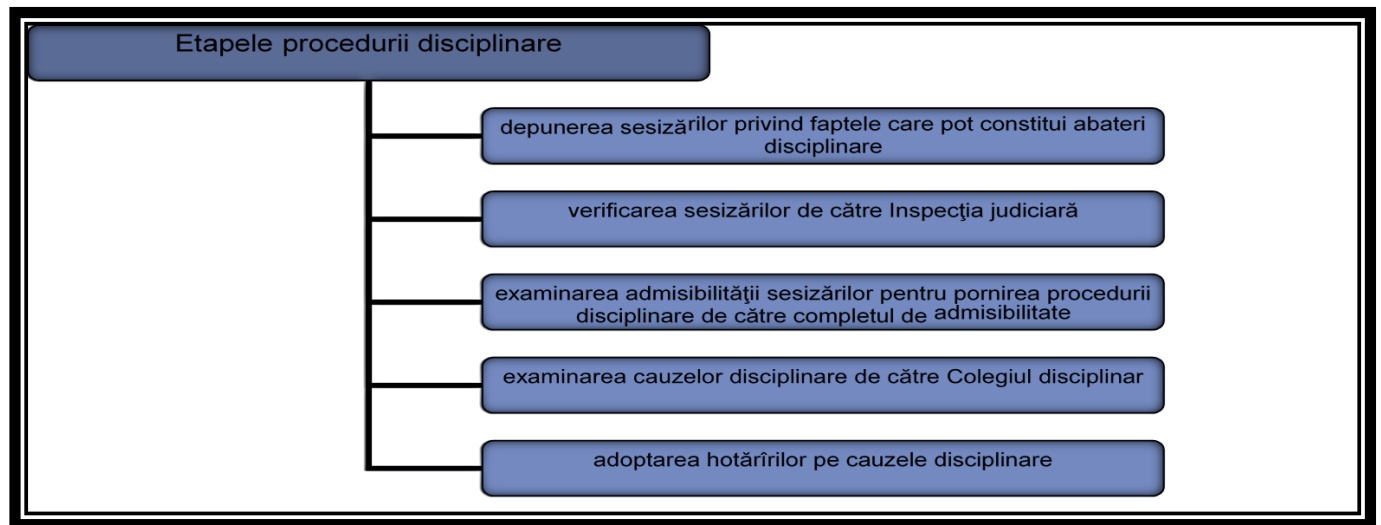 Etapele procedurii disciplinare
depunerea sesizărilor privind faptele care pot constitui abateri
disciplinare
verificarea sesizărilor de către Inspecţia judiciară
examinarea admisibilităţii sesizărilor pentru pornirea procedurii
disciplinare de către completul de admisibilitate
examinarea cauzelor disciplinare de către Colegiul disciplinar
adoptarea hotărîrilor pe cauzele disciplinare